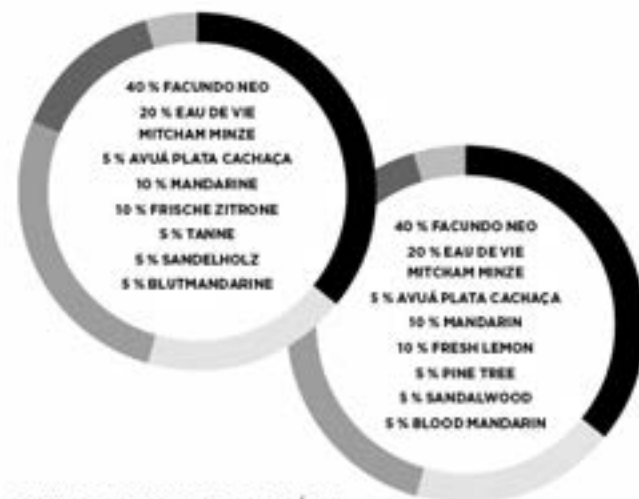 40 % FACUNDO NEO
20 % EAU DE VIE
MITCHAM MINZE
5 % AVUÁ PLATA CACHAÇA
10 % MANDARINE
10 % FRISCHE ZITRONE
5 % TANNE
5 % SANDELHOLZ
5 % BLUTMANDARINE
40 % FACUNDO NEO
20 % EAU DE VIE
MITCHAM MINZE
5 % AVUÁ PLATA CACHAÇA
10 % MANDARIN
10 % FRESH LEMON
5 % PINE TREE
5 % SANDALWOOD
5 % BLOOD MANDARIN